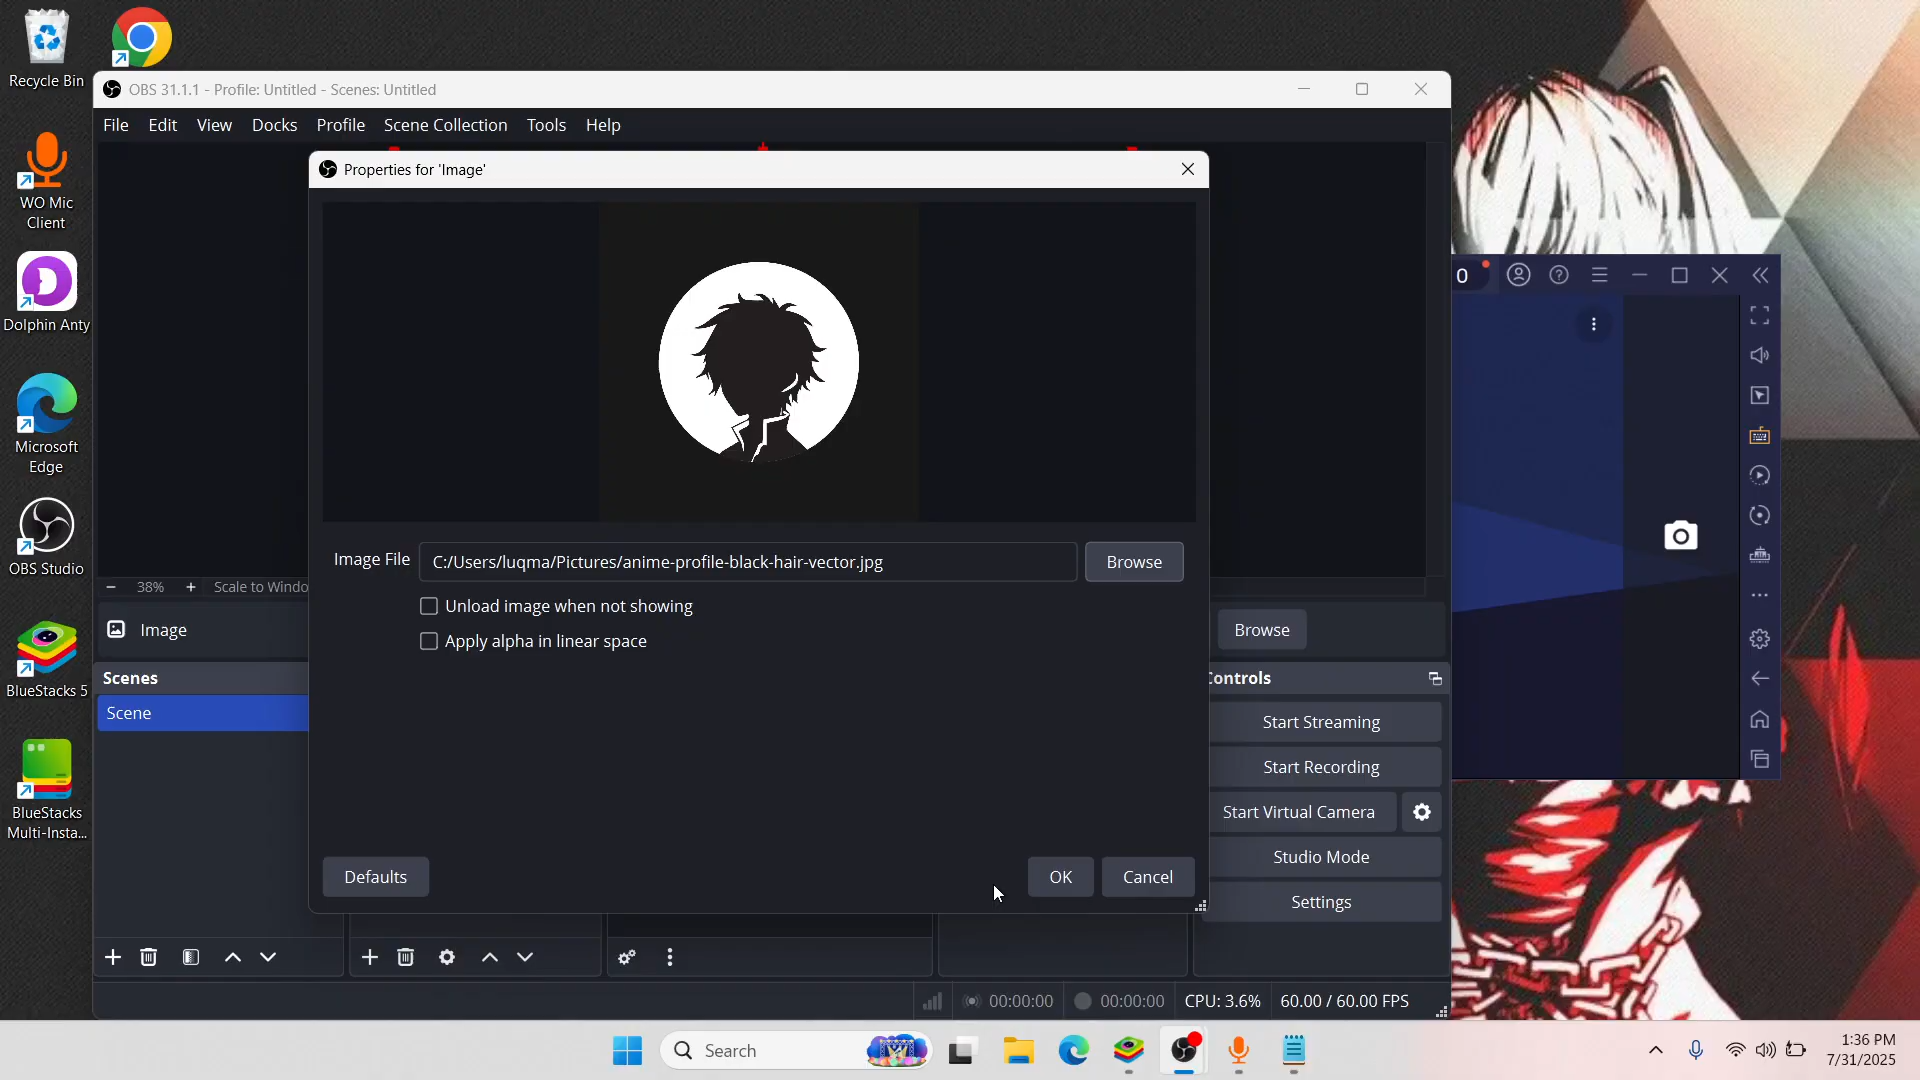 Recycle Bin
WO Mic
Client
Dolphin Anty
Microsoft
Edge
OBS Studio
BlueStacks 5
BlueStacks
Multi-Insta...
OBS 31.1.1 - Profile: Untitled - Scenes: Untitled
File Edit View Docks Profile Scene Collection Tools Help
Properties for 'Image'
Image File C:/Users/luqma/Pictures/anime-profile-black-hair-vector.jpg Browse
Unload image when not showing
Apply alpha in linear space
Defaults OK Cancel
38% Scale to Windo
Image
Browse
Scenes
Scene
Controls
Start Streaming
Start Recording
Start Virtual Camera
Studio Mode
Settings
00:00:00 00:00:00 CPU: 3.6% 60.00 / 60.00 FPS
0
Search
1:36 PM
7/31/2025